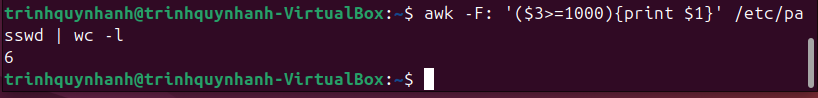 trinhquynhanh@trinhquynhanh-VirtualBox:~$ awk -F: '($3>=1000){print $1}' /etc/pa
sswd | wc -l
6
trinhquynhanh@trinhquynhanh-VirtualBox:~$